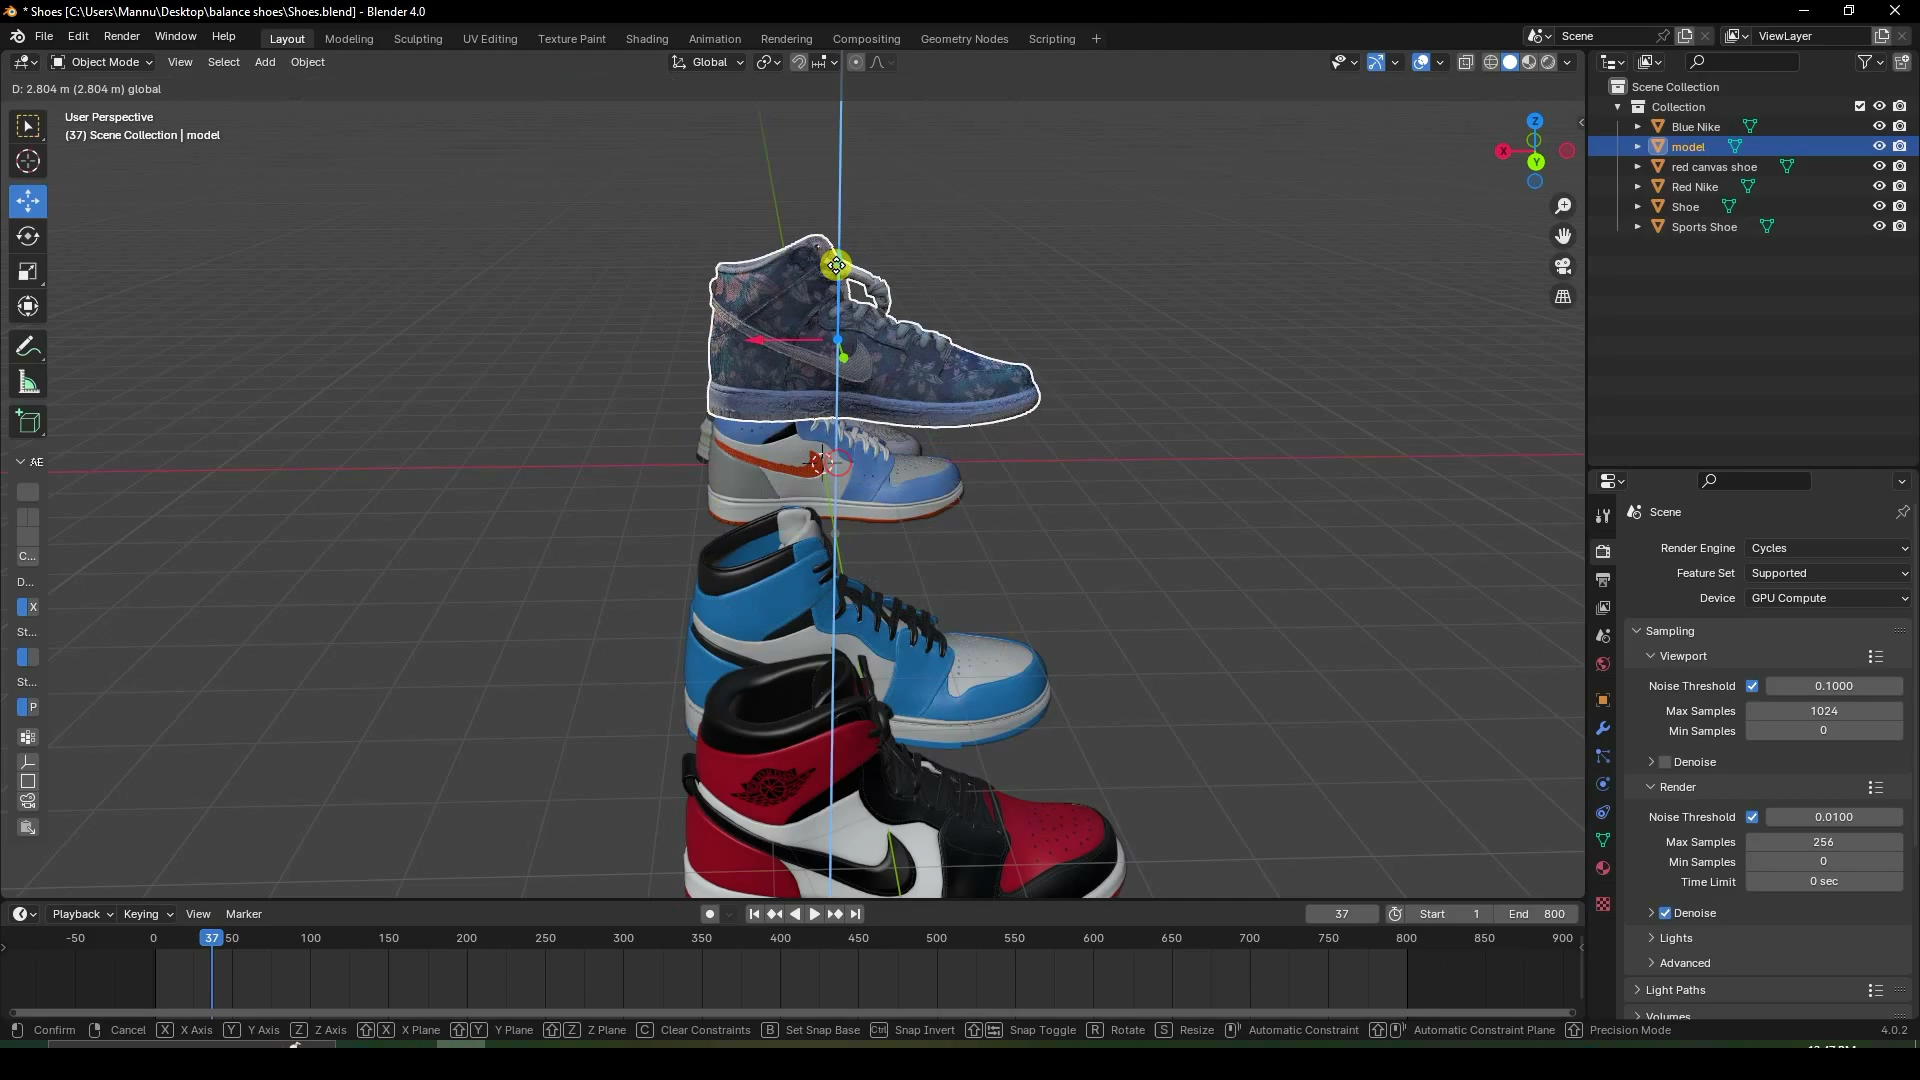 * Shoes [C:\Users\Mannu\Desktop\balance shoes\Shoes.blend] - Blender 4.0
File Edit Render Window Help Layout Modeling Sculpting UV Editing Texture Paint Shading Animation Rendering Compositing Geometry Nodes Scripting + Scene ViewLayer
Object Mode View Select Add Object Global
D: 2.804 m (2.804 m) global
User Perspective
(37) Scene Collection | model
Z
X
Y
AE
C...
D...
X
St...
St...
P
Scene Collection
Collection
Blue Nike
model
red canvas shoe
Red Nike
Shoe
Sports Shoe
Scene
Render Engine Cycles
Feature Set Supported
Device GPU Compute
Sampling
Viewport
Noise Threshold 0.1000
Max Samples 1024
Min Samples 0
Denoise
Render
Noise Threshold 0.0100
Max Samples 256
Min Samples 0
Time Limit 0 sec
Denoise
Lights
Advanced
Light Paths
Volumes
Playback Keying View Marker 37 Start 1 End 800
-50 0 37 50 100 150 200 250 300 350 400 450 500 550 600 650 700 750 800 850 900
Confirm Cancel X X Axis Y Y Axis Z Z Axis X X Plane Y Y Plane Z Z Plane C Clear Constraints B Set Snap Base Ctrl Snap Invert Snap Toggle R Rotate S Resize Automatic Constraint Automatic Constraint Plane Precision Mode 4.0.2